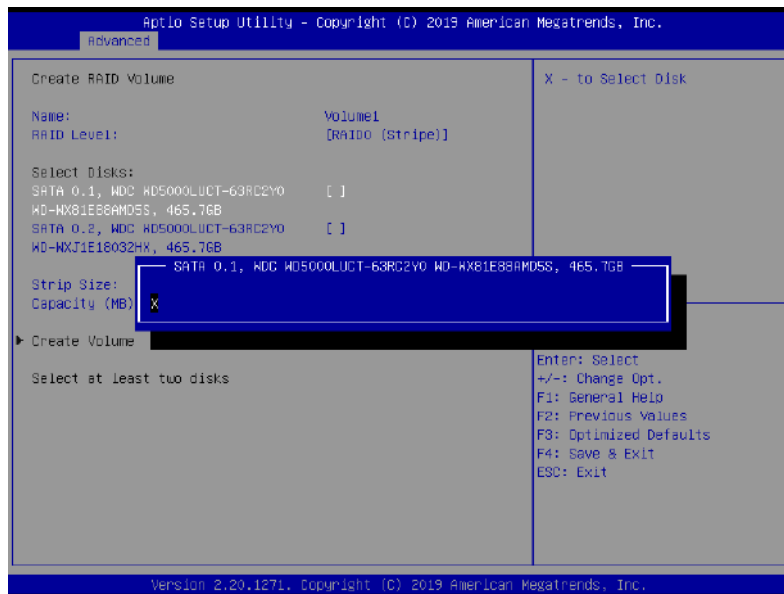 Aptio Setup Utility - Copyright (C) 2019 American Megatrends, Inc.
Advanced
Create RAID Volume
Name: Volume1
RAID Level: [RAID0 (Stripe)]
Select Disks:
SATA 0.1, WDC WD5000LUCT-63RC2Y0 [ ]
WD-WX81E88AMD5S, 465.7GB
SATA 0.2, WDC WD5000LUCT-63RC2Y0 [ ]
WD-WXJ1E18032HX, 465.7GB
SATA 0.1, WDC WD5000LUCT-63RC2Y0 WD-WX81E88AMD5S, 465.7GB
X
Strip Size:
Capacity (MB)
Create Volume
Select at least two disks
X - to Select Disk
Enter: Select
+/-: Change Opt.
F1: General Help
F2: Previous Values
F3: Optimized Defaults
F4: Save & Exit
ESC: Exit
Version 2.20.1271. Copyright (C) 2019 American Megatrends, Inc.